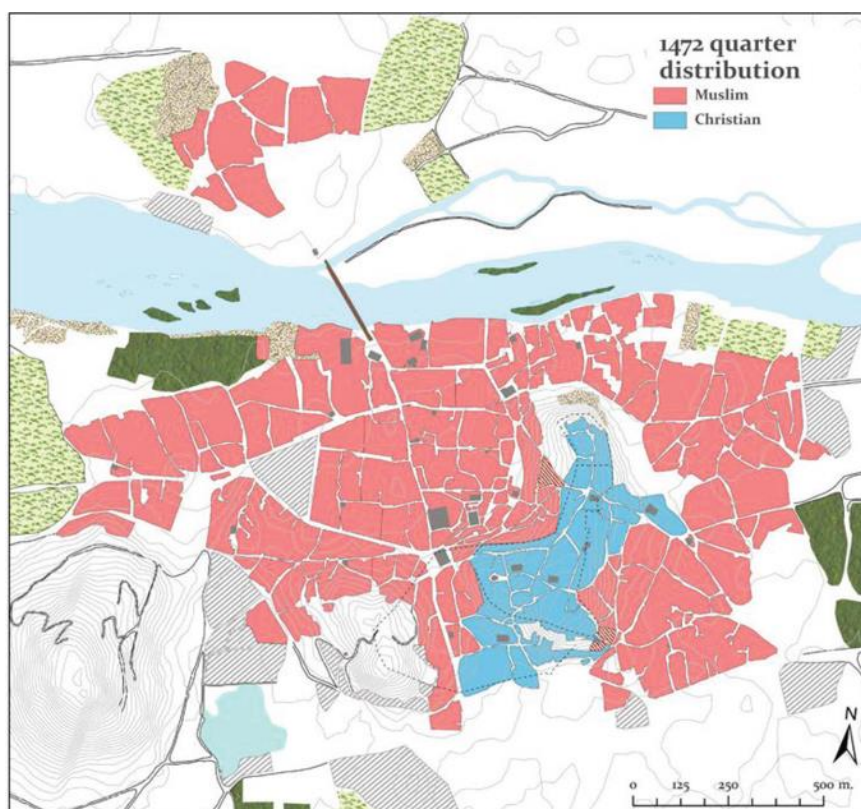 1472 quarter
distribution
Muslim
Christian
N
0 125 250 500 m.